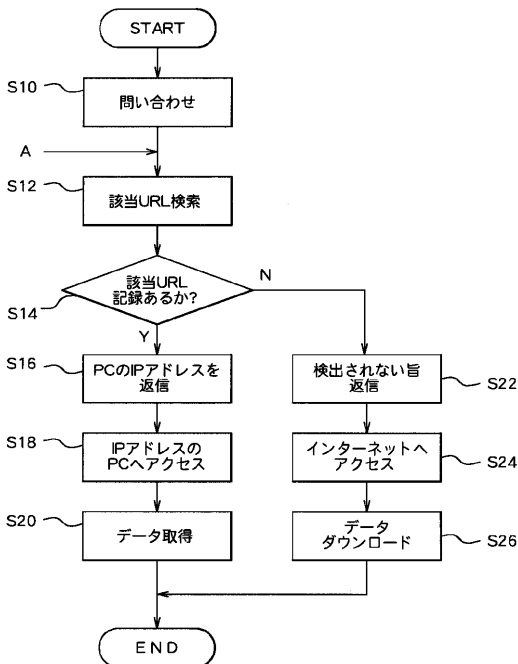 START
S10
問い合わせ
A
S12
該当URL検索
該当URL
記録あるか?
S14
N
Y
S16
PCのIPアドレスを
返信
検出されない旨
返信
S22
S18
IPアドレスの
PCへアクセス
インターネットへ
アクセス
S24
S20
データ取得
データ
ダウンロード
S26
END